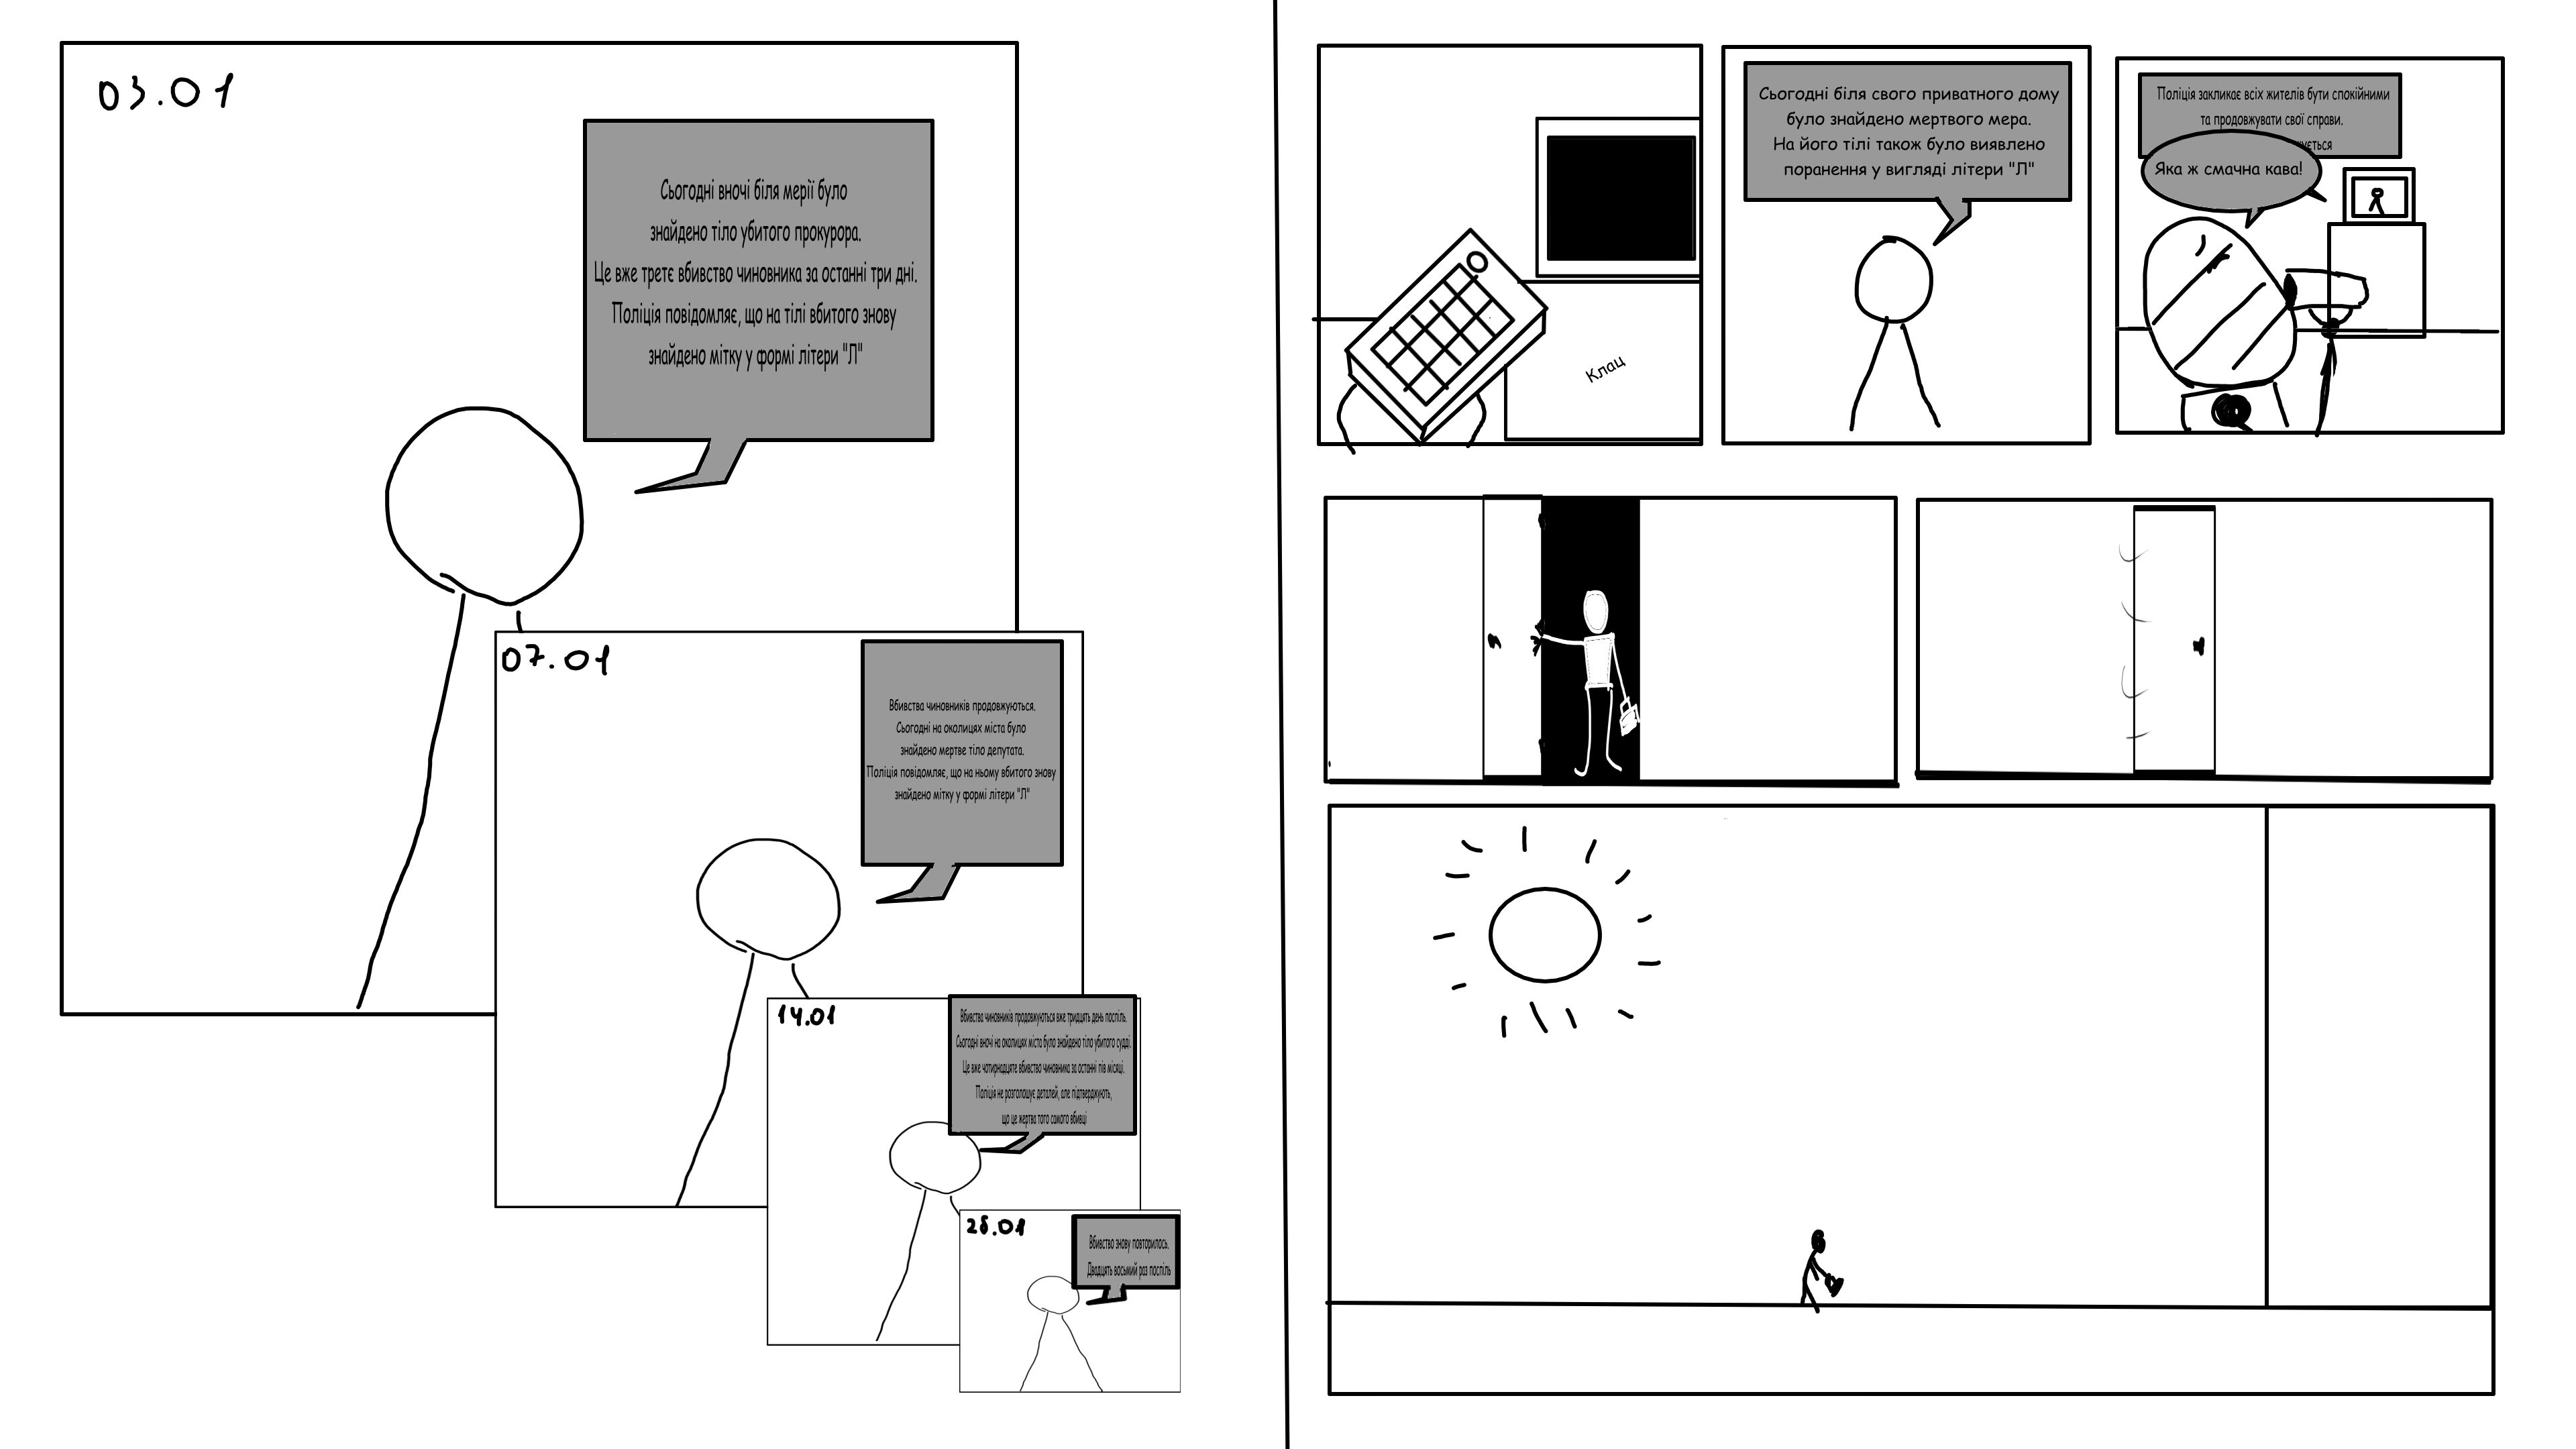 03.01
Сьогодні вночі біля мерії було
знайдено тіло убитого прокурора.
Це вже третє вбивство чиновника за останні три дні.
Поліція повідомляє, що на тілі вбитого знову
знайдено мітку у формі літери "Л"
07.01
Вбивства чиновників продовжуються.
Сьогодні на околицях міста було
знайдено мертве тіло депутата.
Поліція повідомляє, що на ньому вбитого знову
знайдено мітку у формі літери "Л"
14.01
Вбивства чиновників продовжуються вже тридцять день поспіль.
Сьогодні вночі на околицях міста було знайдено тіло убитого судді.
Це вже чотирнадцяте вбивство чиновника за останні пів місяці.
Поліція не розголошує деталей, але підтверджують,
що це жертва того самого вбивці
28.01
Вбивство знову повторилось.
Двадцять восьмий раз поспіль
Клац
Сьогодні біля свого приватного дому
було знайдено мертвого мера.
На його тілі також було виявлено
поранення у вигляді літери "Л"
Поліція закликає всіх жителів бути спокійними
та продовжувати свої справи.
Яка ж смачна кава!